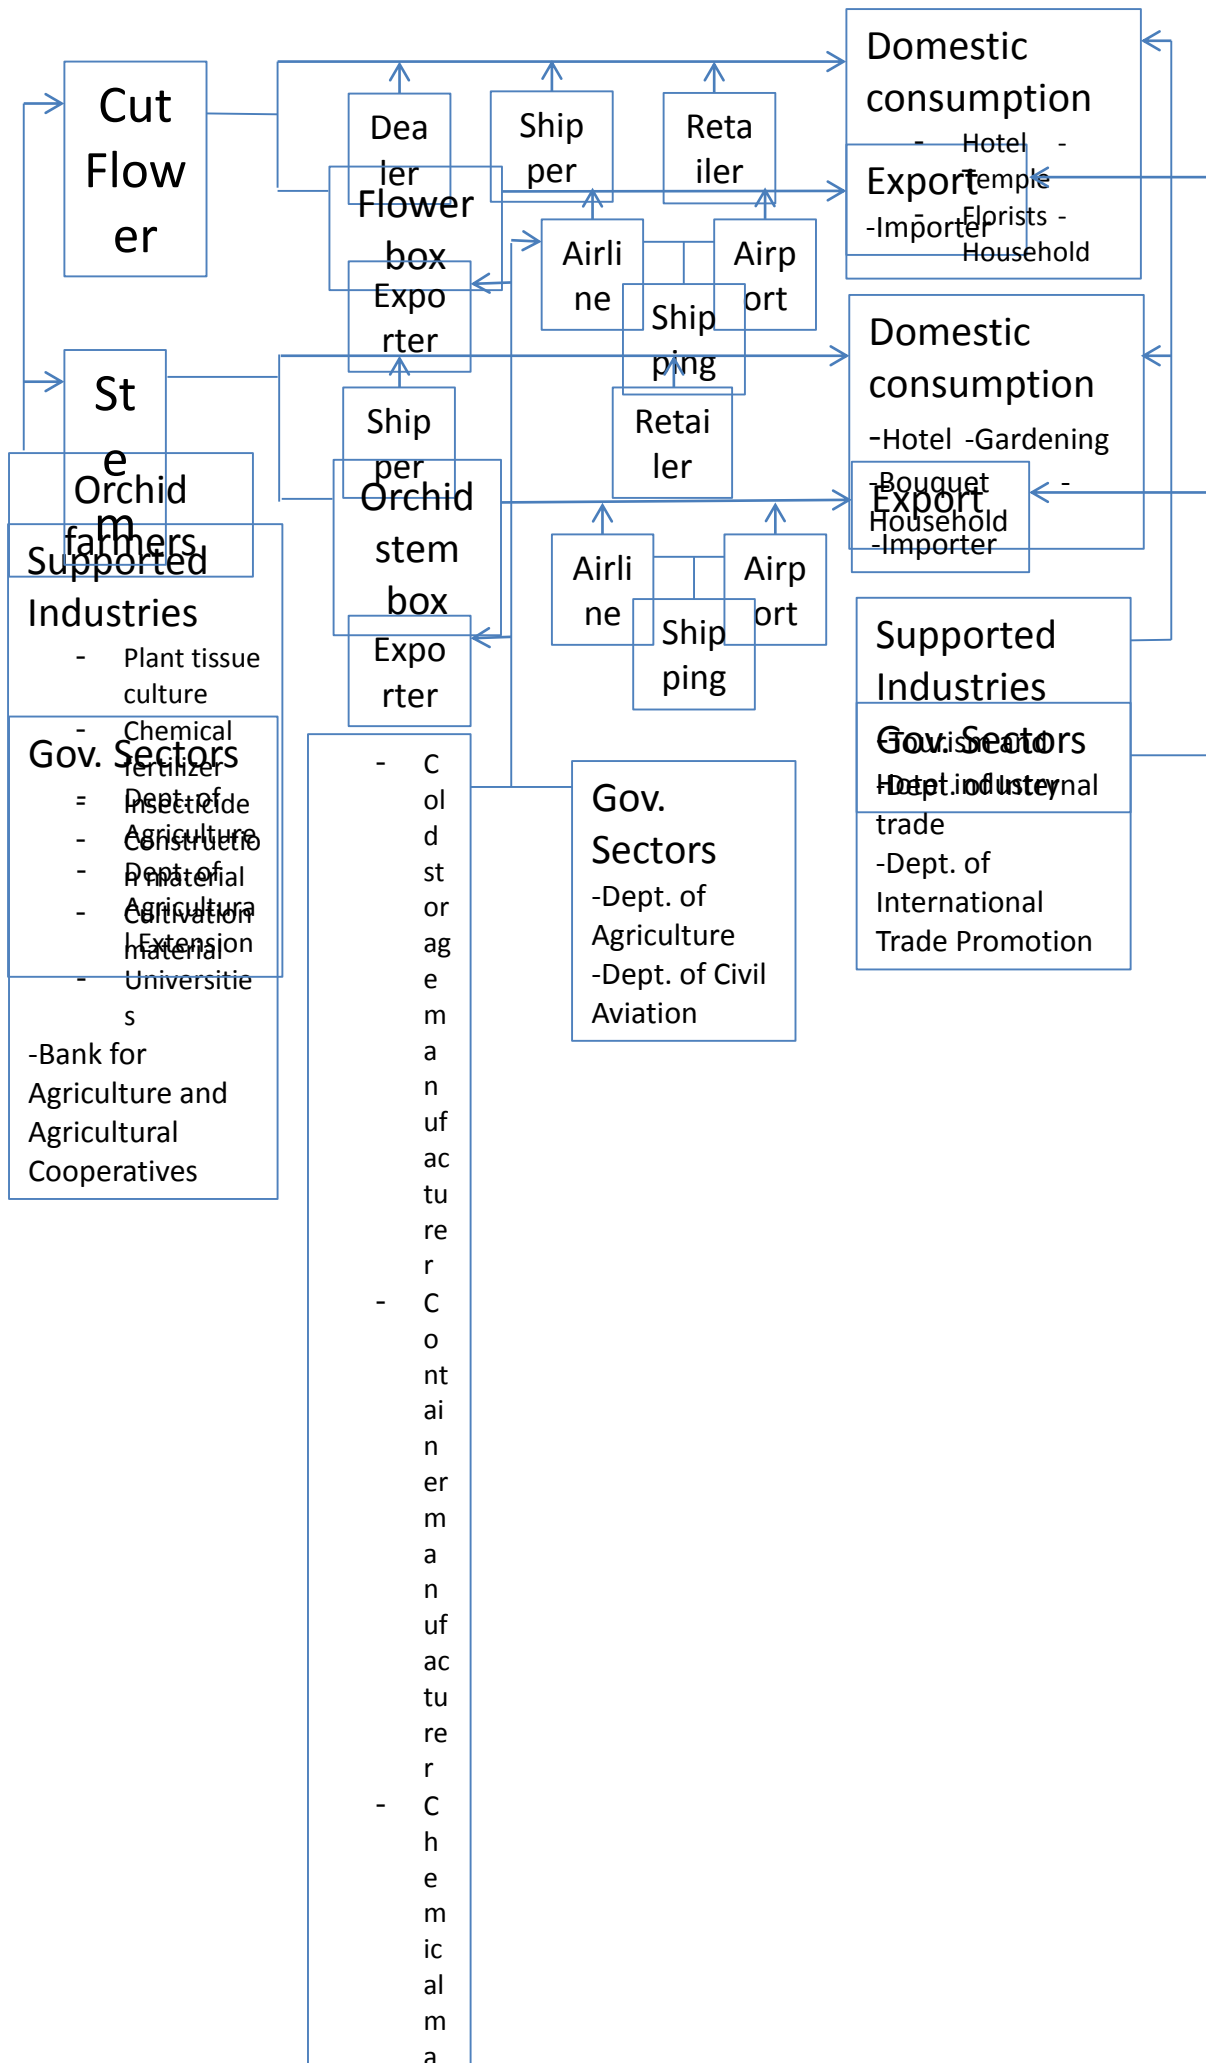 Cut
Flow
er
Dea
ler
Ship
per
Reta
iler
Domestic
consumption
- Hotel -
Temple
- Florists -
Household
Export
-Importer
Flower
box
Expo
rter
Airli
ne
Airp
ort
Ship
ping
St
e
m
Ship
per
Retai
ler
Domestic
consumption
-Hotel -Gardening
-Bouquet -
Household
Export
-Importer
Orchid
farmers
Orchid
stem
box
Expo
rter
Airli
ne
Airp
ort
Ship
ping
Supported
Industries
- Plant tissue
culture
- Chemical
fertilizer
- Insecticide
- Constructio
n material
- Cultivation
material
Gov. Sectors
- Dept. of
Agriculture
- Dept. of
Agricultura
l Extension
- Universitie
s
-Bank for
Agriculture and
Agricultural
Cooperatives
- C
ol
d
st
or
ag
e
m
a
n
uf
ac
tu
re
r
- C
o
nt
ai
n
er
m
a
n
uf
ac
tu
re
r
- C
h
e
m
ic
al
m
a
Gov.
Sectors
-Dept. of
Agriculture
-Dept. of Civil
Aviation
Supported
Industries
-Tourism and
Hotel industry
Gov. Sectors
-Dept. of Internal
trade
-Dept. of
International
Trade Promotion